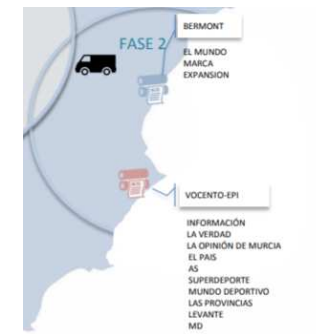 BERMONT
FASE 2
EL MUNDO
MARCA
EXPANSION
VOCENTO-EPI
INFORMACIÓN
LA VERDAD
LA OPINIÓN DE MURCIA
EL PAIS
AS
SUPERDEPORTE
MUNDO DEPORTIVO
LAS PROVINCIAS
LEVANTE
MD